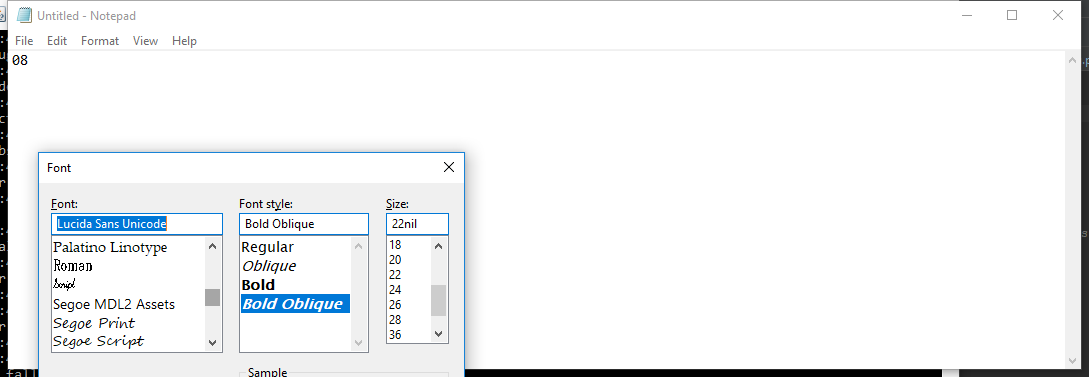 Untitled - Notepad
File Edit Format View Help
08
Font
Font: Font style: Size:
Lucida Sans Unicode Bold Oblique 22nil
Palatino Linotype Regular 18
Roman Oblique 20
Script Bold 22
Segoe MDL2 Assets Bold Oblique 24
Segoe Print 26
Segoe Script 28
36
Sample